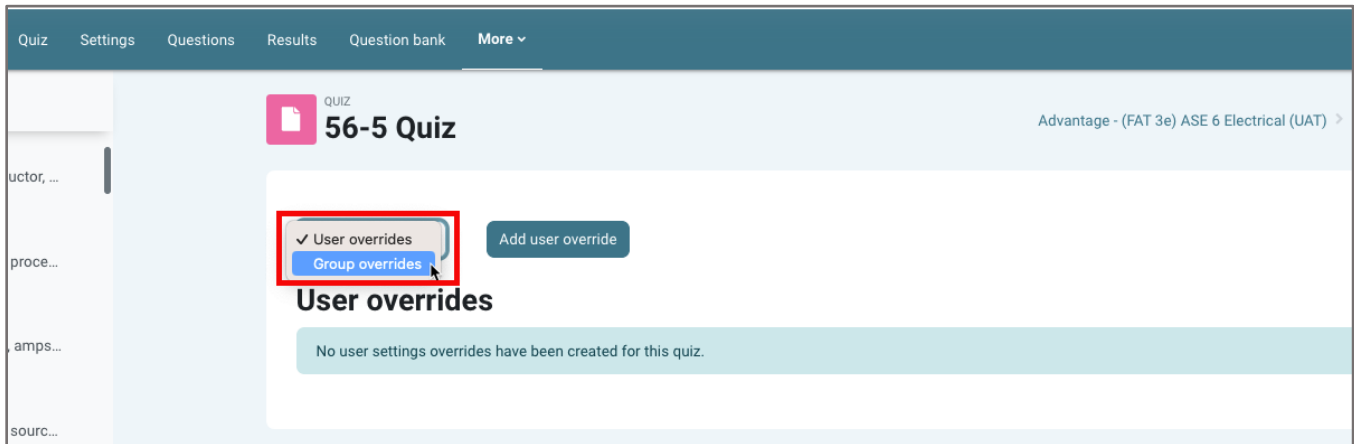 Quiz Settings Questions Results Question bank More
QUIZ
56-5 Quiz
Advantage - (FAT 3e) ASE 6 Electrical (UAT)
uctor, ...
✓ User overrides
Group overrides
Add user override
proce...
User overrides
, amps...
No user settings overrides have been created for this quiz.
sourc...